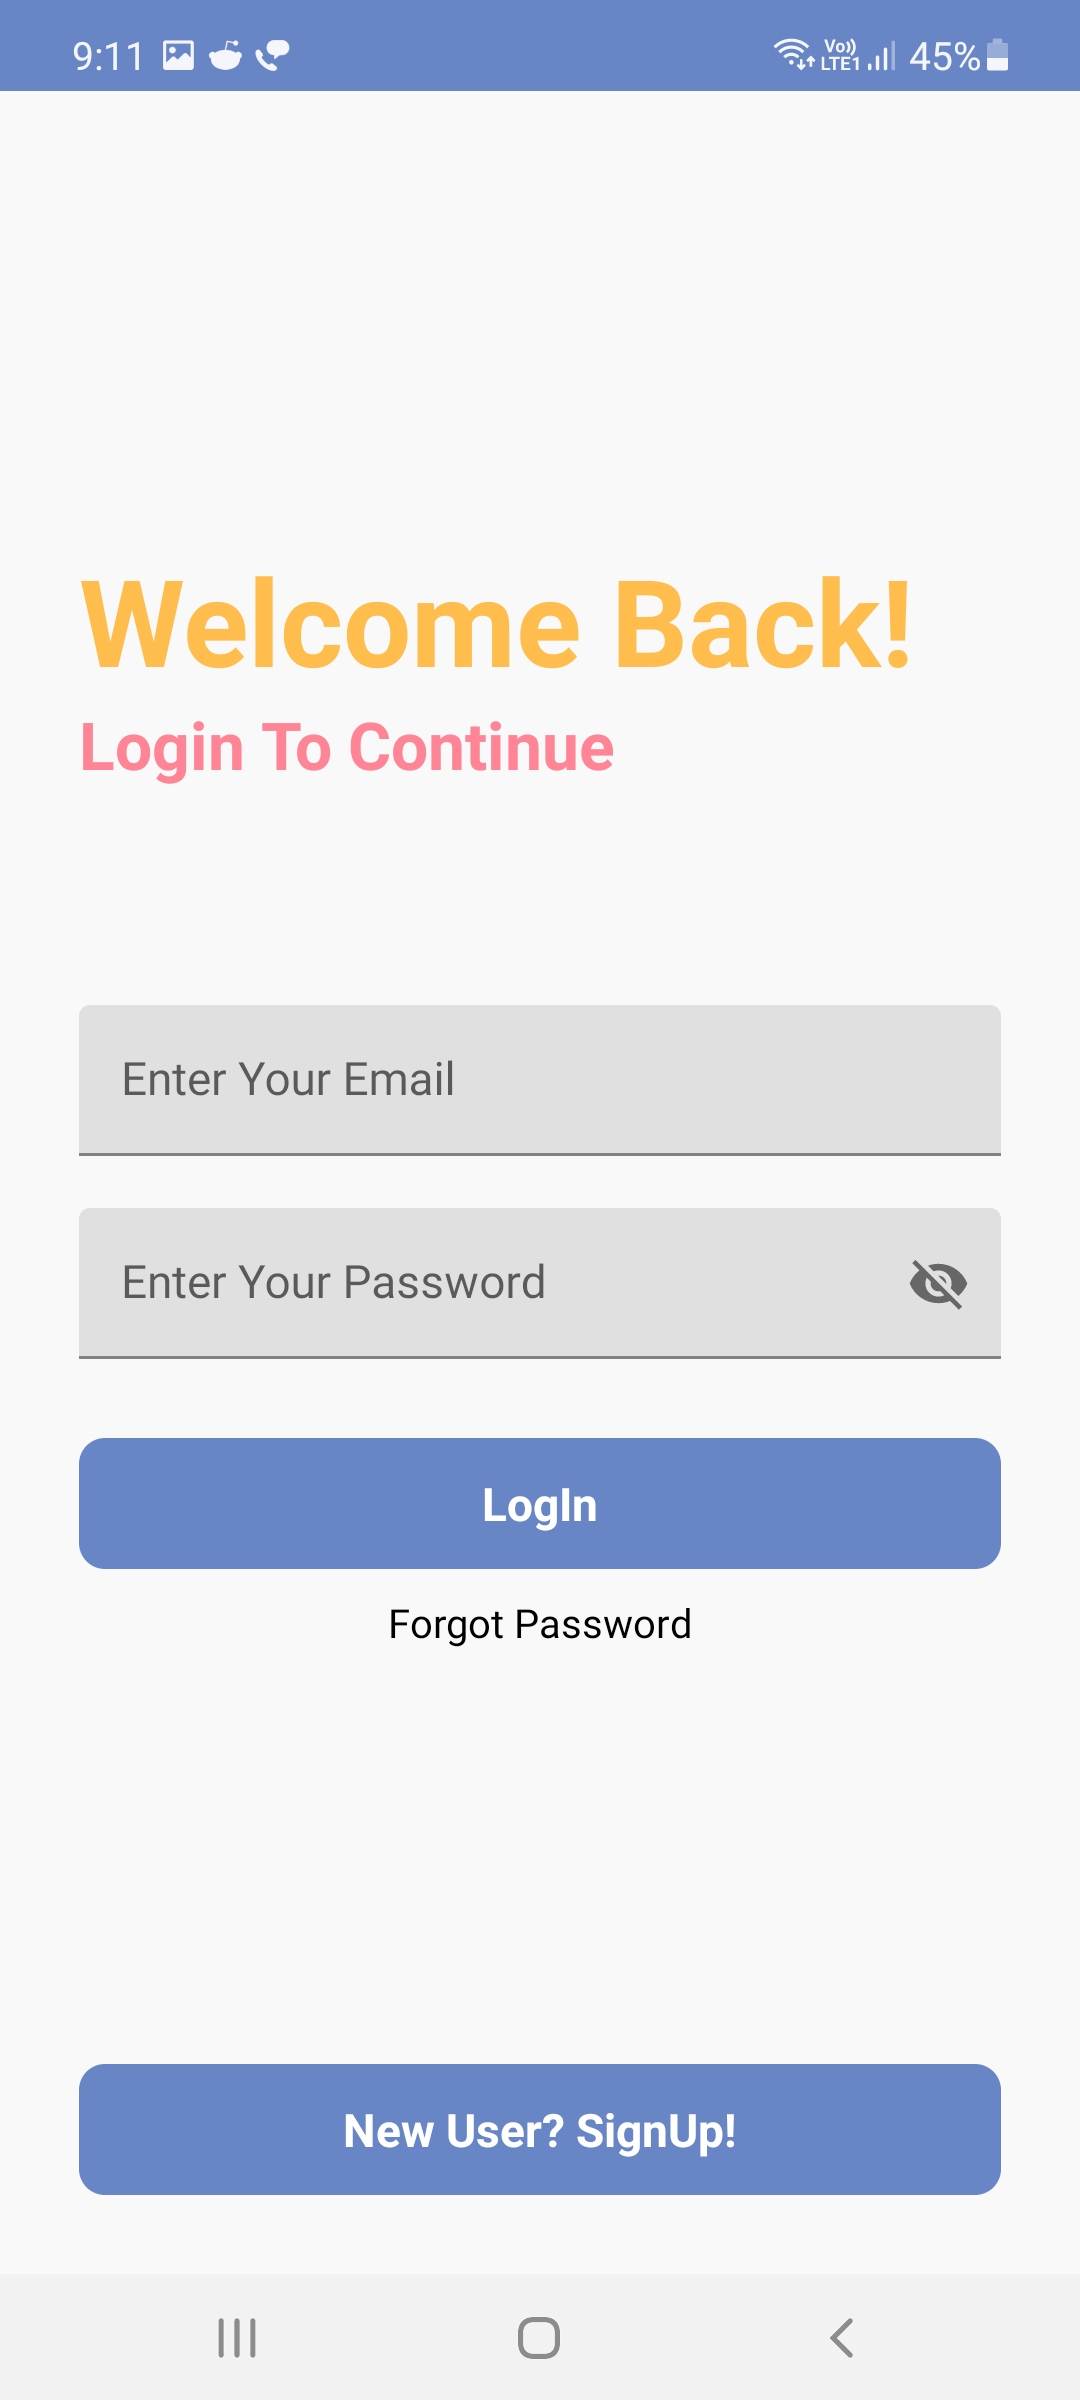 9:11 Vo)) LTE1 45%
Welcome Back!
Login To Continue
Enter Your Email
Enter Your Password
LogIn
Forgot Password
New User? SignUp!